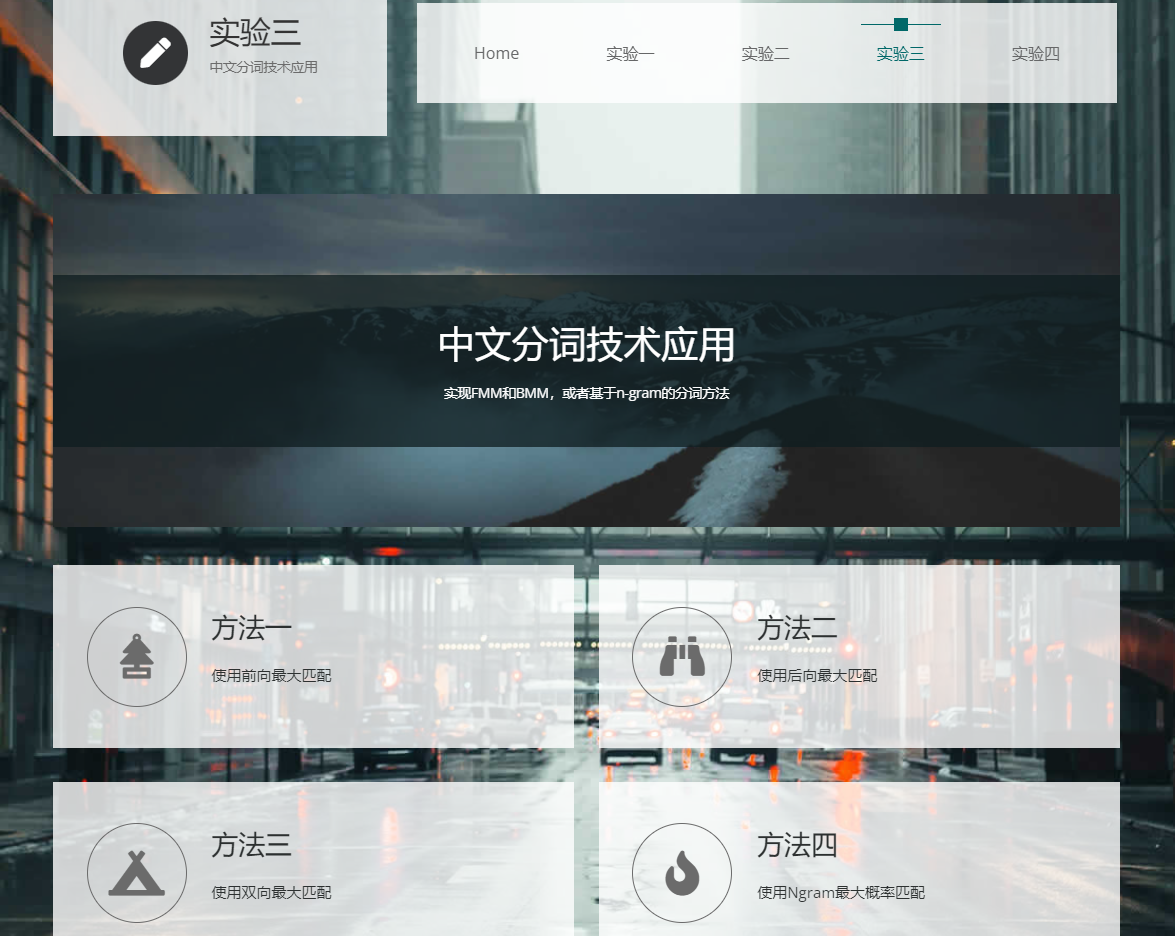 实验三
中文分词技术应用
Home
实验一
实验二
实验三
实验四
中文分词技术应用
实现FMM和BMM，或者基于n-gram的分词方法
方法一
使用前向最大匹配
方法二
使用后向最大匹配
方法三
使用双向最大匹配
方法四
使用Ngram最大概率匹配